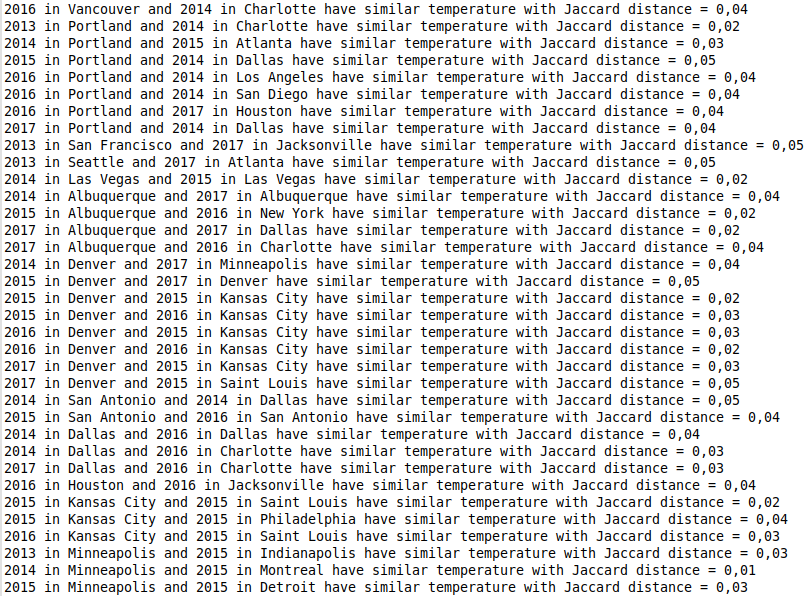 2016 in Vancouver and 2014 in Charlotte have similar temperature with Jaccard distance = 0,04
2013 in Portland and 2014 in Charlotte have similar temperature with Jaccard distance = 0,02
2014 in Portland and 2015 in Atlanta have similar temperature with Jaccard distance = 0,03
2015 in Portland and 2014 in Dallas have similar temperature with Jaccard distance = 0,05
2016 in Portland and 2014 in Los Angeles have similar temperature with Jaccard distance = 0,04
2016 in Portland and 2014 in San Diego have similar temperature with Jaccard distance = 0,04
2016 in Portland and 2017 in Houston have similar temperature with Jaccard distance = 0,04
2017 in Portland and 2014 in Dallas have similar temperature with Jaccard distance = 0,04
2013 in San Francisco and 2017 in Jacksonville have similar temperature with Jaccard distance = 0,05
2013 in Seattle and 2017 in Atlanta have similar temperature with Jaccard distance = 0,05
2014 in Las Vegas and 2015 in Las Vegas have similar temperature with Jaccard distance = 0,02
2014 in Albuquerque and 2017 in Albuquerque have similar temperature with Jaccard distance = 0,04
2015 in Albuquerque and 2016 in New York have similar temperature with Jaccard distance = 0,02
2017 in Albuquerque and 2017 in Dallas have similar temperature with Jaccard distance = 0,02
2017 in Albuquerque and 2016 in Charlotte have similar temperature with Jaccard distance = 0,04
2014 in Denver and 2017 in Minneapolis have similar temperature with Jaccard distance = 0,04
2015 in Denver and 2017 in Denver have similar temperature with Jaccard distance = 0,05
2015 in Denver and 2015 in Kansas City have similar temperature with Jaccard distance = 0,02
2015 in Denver and 2016 in Kansas City have similar temperature with Jaccard distance = 0,03
2016 in Denver and 2015 in Kansas City have similar temperature with Jaccard distance = 0,03
2016 in Denver and 2016 in Kansas City have similar temperature with Jaccard distance = 0,02
2017 in Denver and 2015 in Kansas City have similar temperature with Jaccard distance = 0,03
2017 in Denver and 2015 in Saint Louis have similar temperature with Jaccard distance = 0,05
2014 in San Antonio and 2014 in Dallas have similar temperature with Jaccard distance = 0,05
2015 in San Antonio and 2016 in San Antonio have similar temperature with Jaccard distance = 0,04
2014 in Dallas and 2016 in Dallas have similar temperature with Jaccard distance = 0,04
2014 in Dallas and 2016 in Charlotte have similar temperature with Jaccard distance = 0,03
2017 in Dallas and 2016 in Charlotte have similar temperature with Jaccard distance = 0,03
2016 in Houston and 2016 in Jacksonville have similar temperature with Jaccard distance = 0,04
2015 in Kansas City and 2015 in Saint Louis have similar temperature with Jaccard distance = 0,02
2015 in Kansas City and 2015 in Philadelphia have similar temperature with Jaccard distance = 0,04
2016 in Kansas City and 2015 in Saint Louis have similar temperature with Jaccard distance = 0,03
2013 in Minneapolis and 2015 in Indianapolis have similar temperature with Jaccard distance = 0,03
2014 in Minneapolis and 2015 in Montreal have similar temperature with Jaccard distance = 0,01
2015 in Minneapolis and 2015 in Detroit have similar temperature with Jaccard distance = 0,03